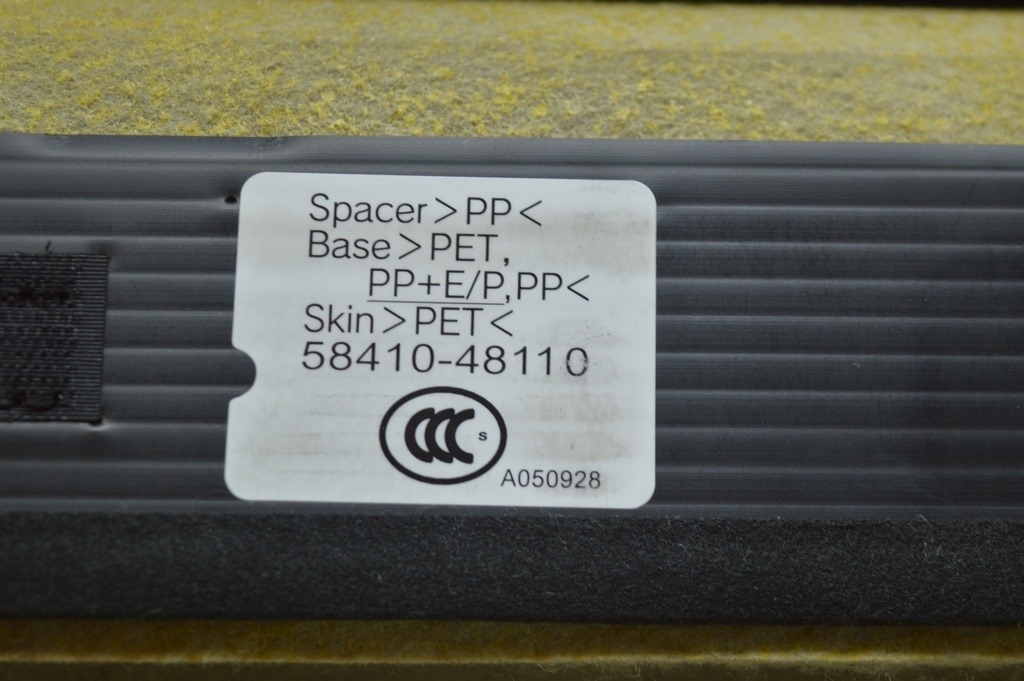 Spacer>PP<
Base>PET,
PP+E/P,PP<
Skin>PET<
58410-48110
CCC S
A050928